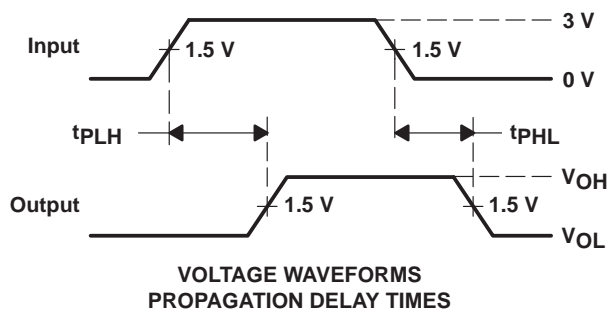 3 V
Input
1.5 V
1.5 V
0 V
tPLH
tPHL
VOH
Output
1.5 V
1.5 V
VOL
VOLTAGE WAVEFORMS
PROPAGATION DELAY TIMES